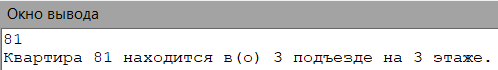 Окно вывода
81
Квартира 81 находится в(о) 3 подъезде на 3 этаже.